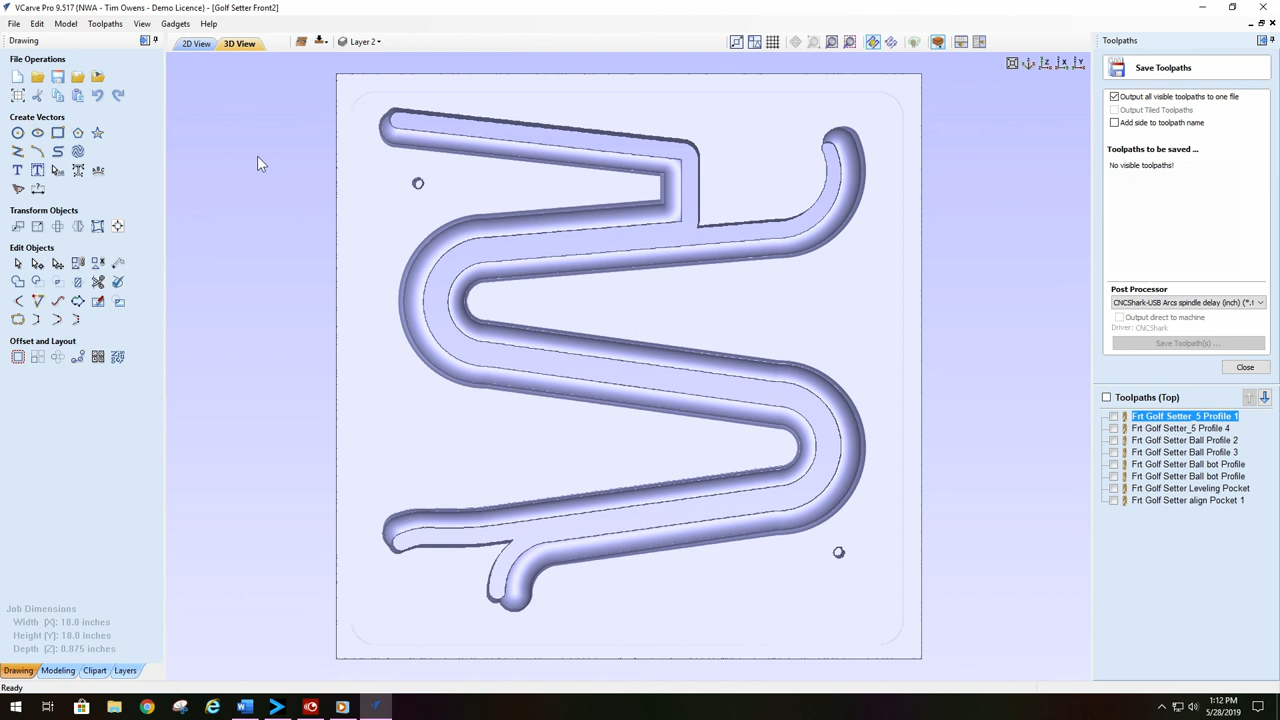 VCarve Pro 9.517 {NWA - Tim Owens - Demo Licence} - [Golf Setter Front2]
File Edit Model Toolpaths View Gadgets Help
Drawing
2D View 3D View Layer 2
Toolpaths
File Operations
Create Vectors
Transform Objects
Edit Objects
Offset and Layout
Job Dimensions
Width (X): 18.0 inches
Height (Y): 18.0 inches
Depth (Z): 0.875 inches
Drawing Modeling Clipart Layers
Ready
Save Toolpaths
Output all visible toolpaths to one file
Output Tiled Toolpaths
Add side to toolpath name
Toolpaths to be saved ...
No visible toolpaths!
Post Processor
CNCShark-USB Arcs spindle delay (inch) (*.t
Output direct to machine
Driver: CNCShark
Save Toolpath(s) ...
Close
Toolpaths (Top)
Frt Golf Setter_5 Profile 1
Frt Golf Setter_5 Profile 4
Frt Golf Setter Ball Profile 2
Frt Golf Setter Ball Profile 3
Frt Golf Setter Ball bot Profile
Frt Golf Setter Ball bot Profile
Frt Golf Setter Leveling Pocket
Frt Golf Setter align Pocket 1
1:12 PM
5/28/2019